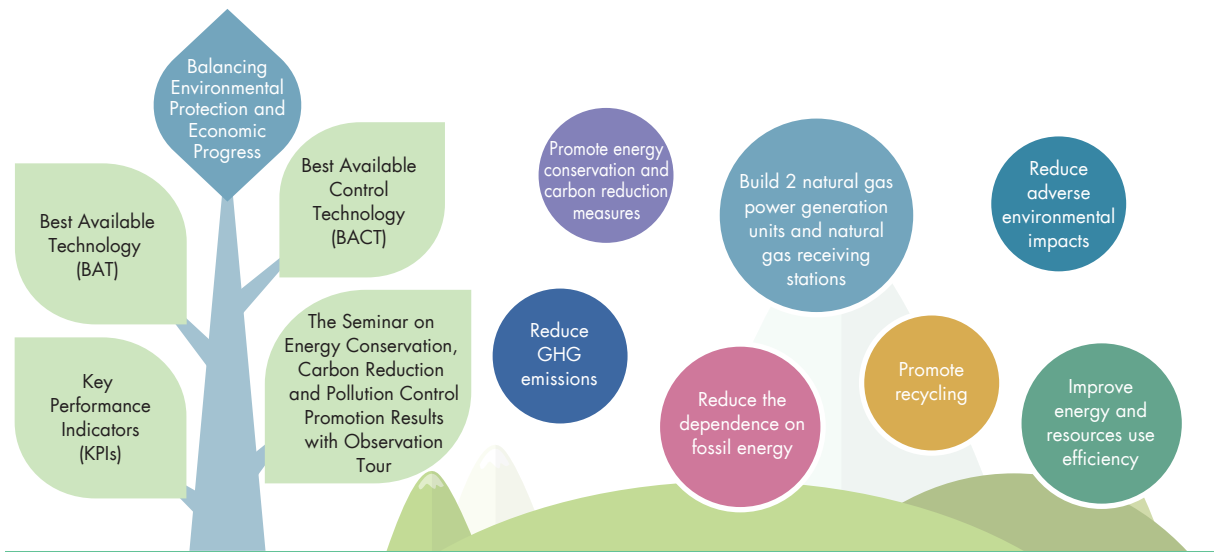 Balancing
Environmental
Protection and
Economic
Progress
Best Available
Technology
(BAT)
Best Available
Control
Technology
(BACT)
Key
Performance
Indicators
(KPIs)
The Seminar on
Energy Conservation,
Carbon Reduction
and Pollution Control
Promotion Results
with Observation
Tour
Promote energy
conservation and
carbon reduction
measures
Build 2 natural gas
power generation
units and natural
gas receiving
stations
Reduce
adverse
environmental
impacts
Reduce
GHG
emissions
Reduce the
dependence on
fossil energy
Promote
recycling
Improve
energy and
resources use
efficiency